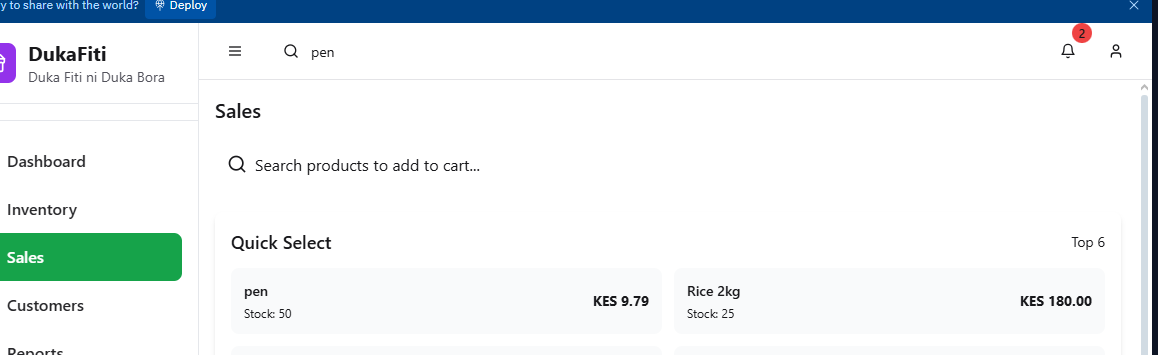 y to share with the world? Deploy
DukaFiti
Duka Fiti ni Duka Bora
pen
2
Sales
Search products to add to cart...
Dashboard
Inventory
Sales
Customers
Reports
Quick Select
Top 6
pen
Stock: 50
KES 9.79
Rice 2kg
Stock: 25
KES 180.00